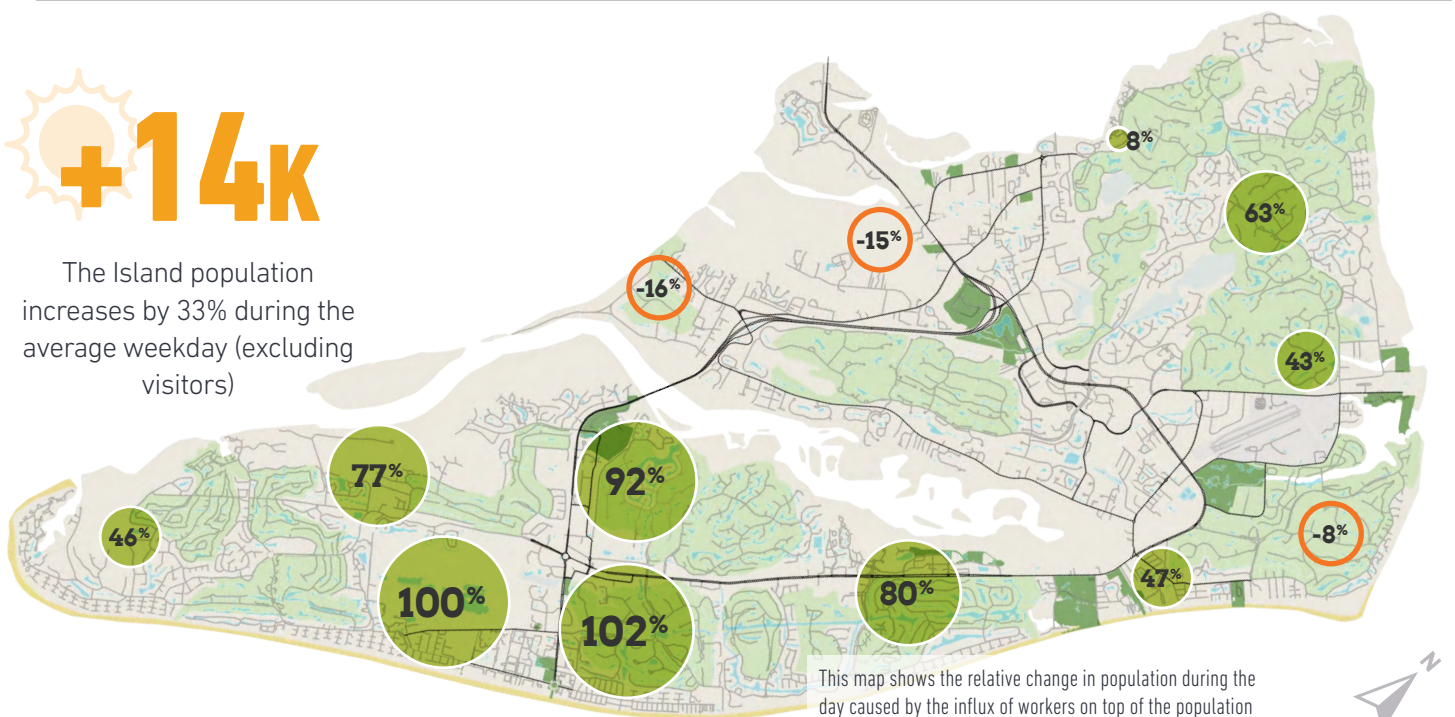 +14K
The Island population
increases by 33% during the
average weekday (excluding
visitors)
8%
63%
-15%
-16%
43%
77%
92%
46%
-8%
47%
80%
100%
102%
This map shows the relative change in population during the
day caused by the influx of workers on top of the population
N